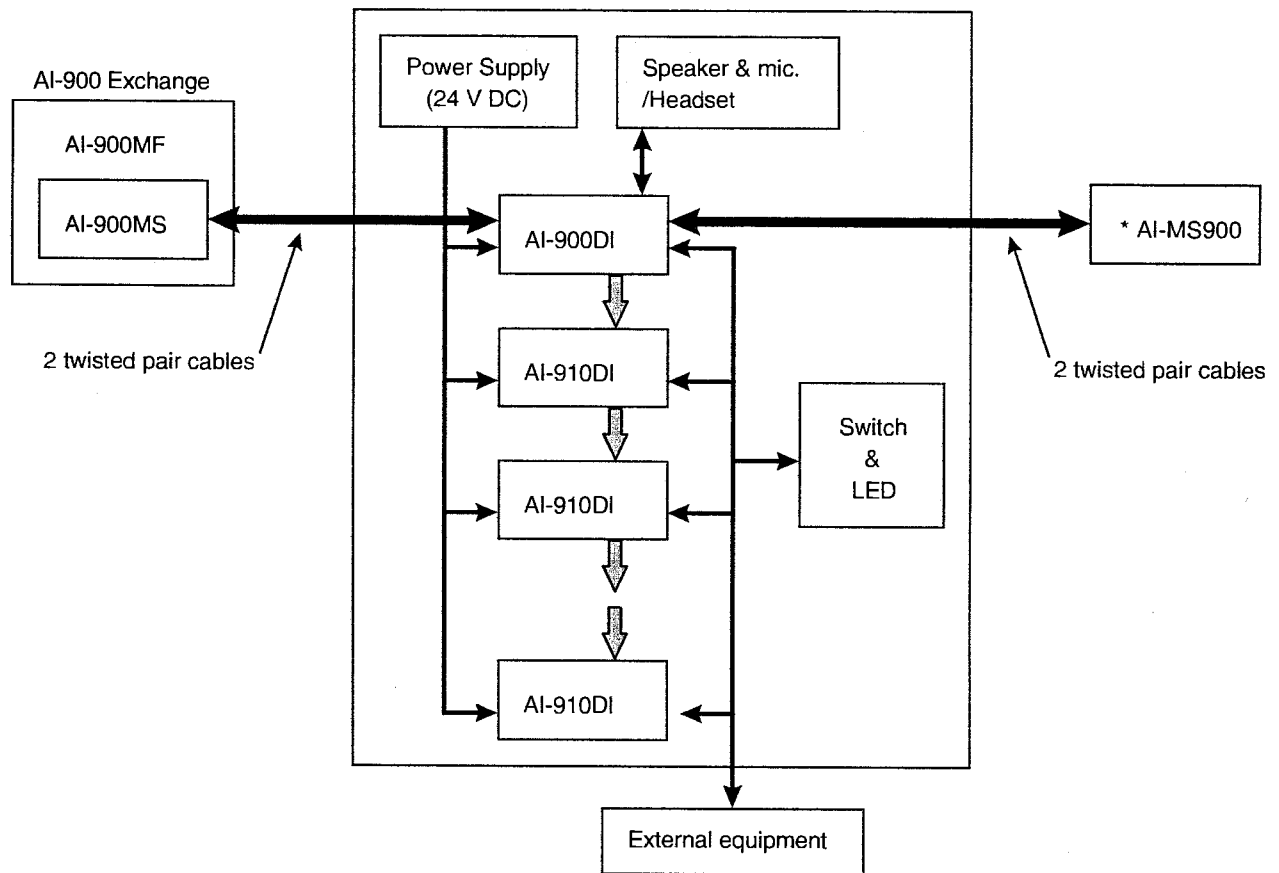 AI-900 Exchange
AI-900MF
AI-900MS
2 twisted pair cables
Power Supply
(24 V DC)
Speaker & mic.
/Headset
AI-900DI
AI-910DI
AI-910DI
AI-910DI
Switch
&
LED
* AI-MS900
2 twisted pair cables
External equipment